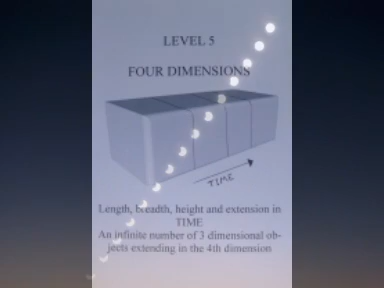 LEVEL 5
FOUR DIMENSIONS
TIME
Length, breadth, height and extension in
TIME
An infinite number of 3 dimensional ob-
jects extending in the 4th dimension